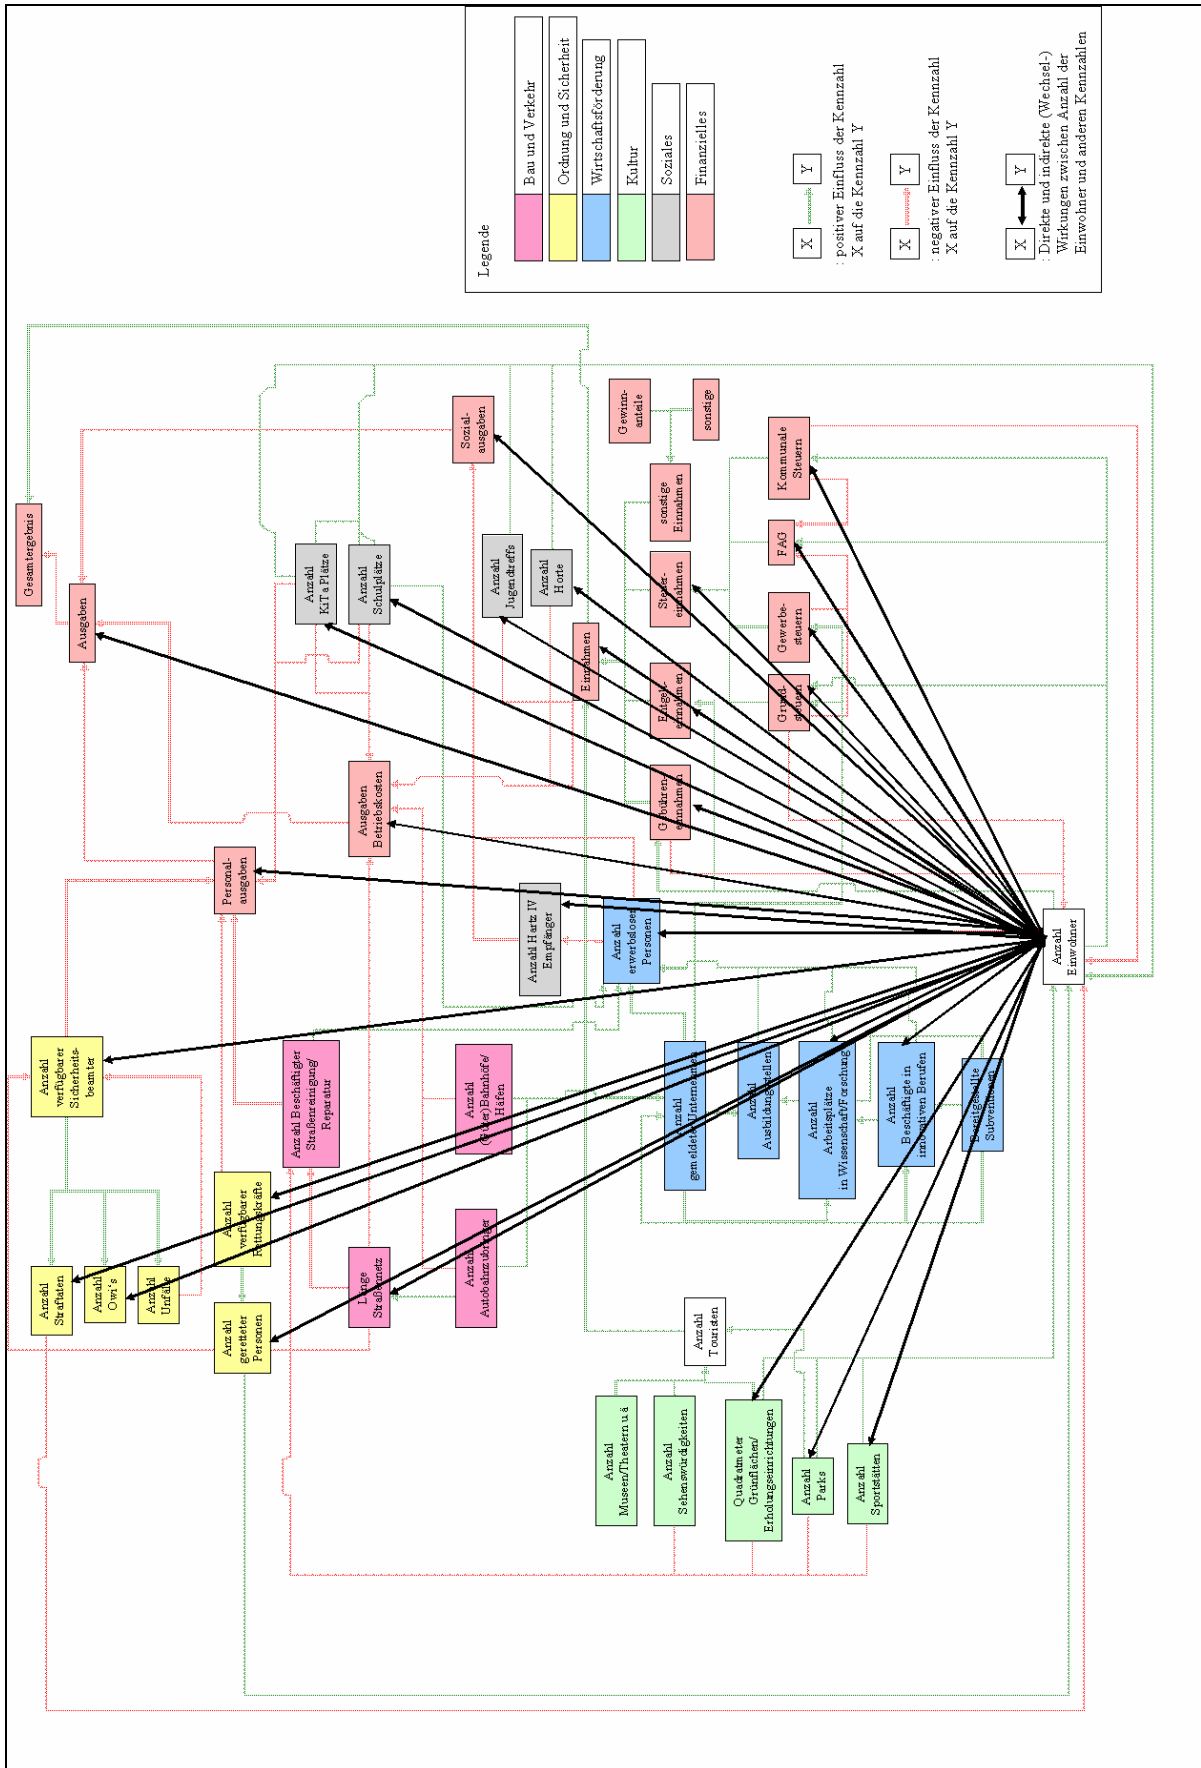 Gesamtergebnis
Ausgaben
Personal-
ausgaben
Anzahl
verfügbarer
Sicherheits-
beamter
Anzahl
Straftaten
Anzahl
Owi's
Anzahl
Unfälle
Anzahl
verfügbarer
Rettungskräfte
Anzahl
geretteter
Personen
Anzahl
KiTa Plätze
Anzahl
Schulplätze
Ausgaben
Betriebskosten
Anzahl Beschäftigter
Straßenreinigung/
Reparatur
Länge
Straßennetz
Sozial-
ausgaben
Anzahl
Jugendtreffs
Anzahl
Horte
Einnahmen
Anzahl Hartz IV
Empfänger
Anzahl
erwerbsloser
Personen
Anzahl
(Güter)Bahnhöfe/
Häfen
Anzahl
Autobahnzubringer
Gewinn-
anteile
sonstige
sonstige
Einnahmen
Steuer-
einnahmen
Entgelt-
einnahmen
Gebühren-
einnahmen
Anzahl
gemeldeter Unternehmen
Anzahl
Ausbildungsstellen
Anzahl
Arbeitsplätze
in Wissenschaft/Forschung
Anzahl
Beschäftigte in
innovativen Berufen
Bereitgestellte
Subventionen
Kommunale
Steuern
FAG
Gewerbe-
steuern
Grund-
steuern
Anzahl
Touristen
Anzahl
Museen/Theatern u.ä
Anzahl
Sehenswürdigkeiten
Quadratmeter
Grünflächen/
Erholungseinrichtungen
Anzahl
Parks
Anzahl
Sportstätten
Anzahl
Einwohner
Legende
Bau und Verkehr
Ordnung und Sicherheit
Wirtschaftsförderung
Kultur
Soziales
Finanzielles
X Y
: positiver Einfluss der Kennzahl
X auf die Kennzahl Y
X Y
: negativer Einfluss der Kennzahl
X auf die Kennzahl Y
X Y
: Direkte und indirekte (Wechsel-)
Wirkungen zwischen Anzahl der
Einwohner und anderen Kennzahlen